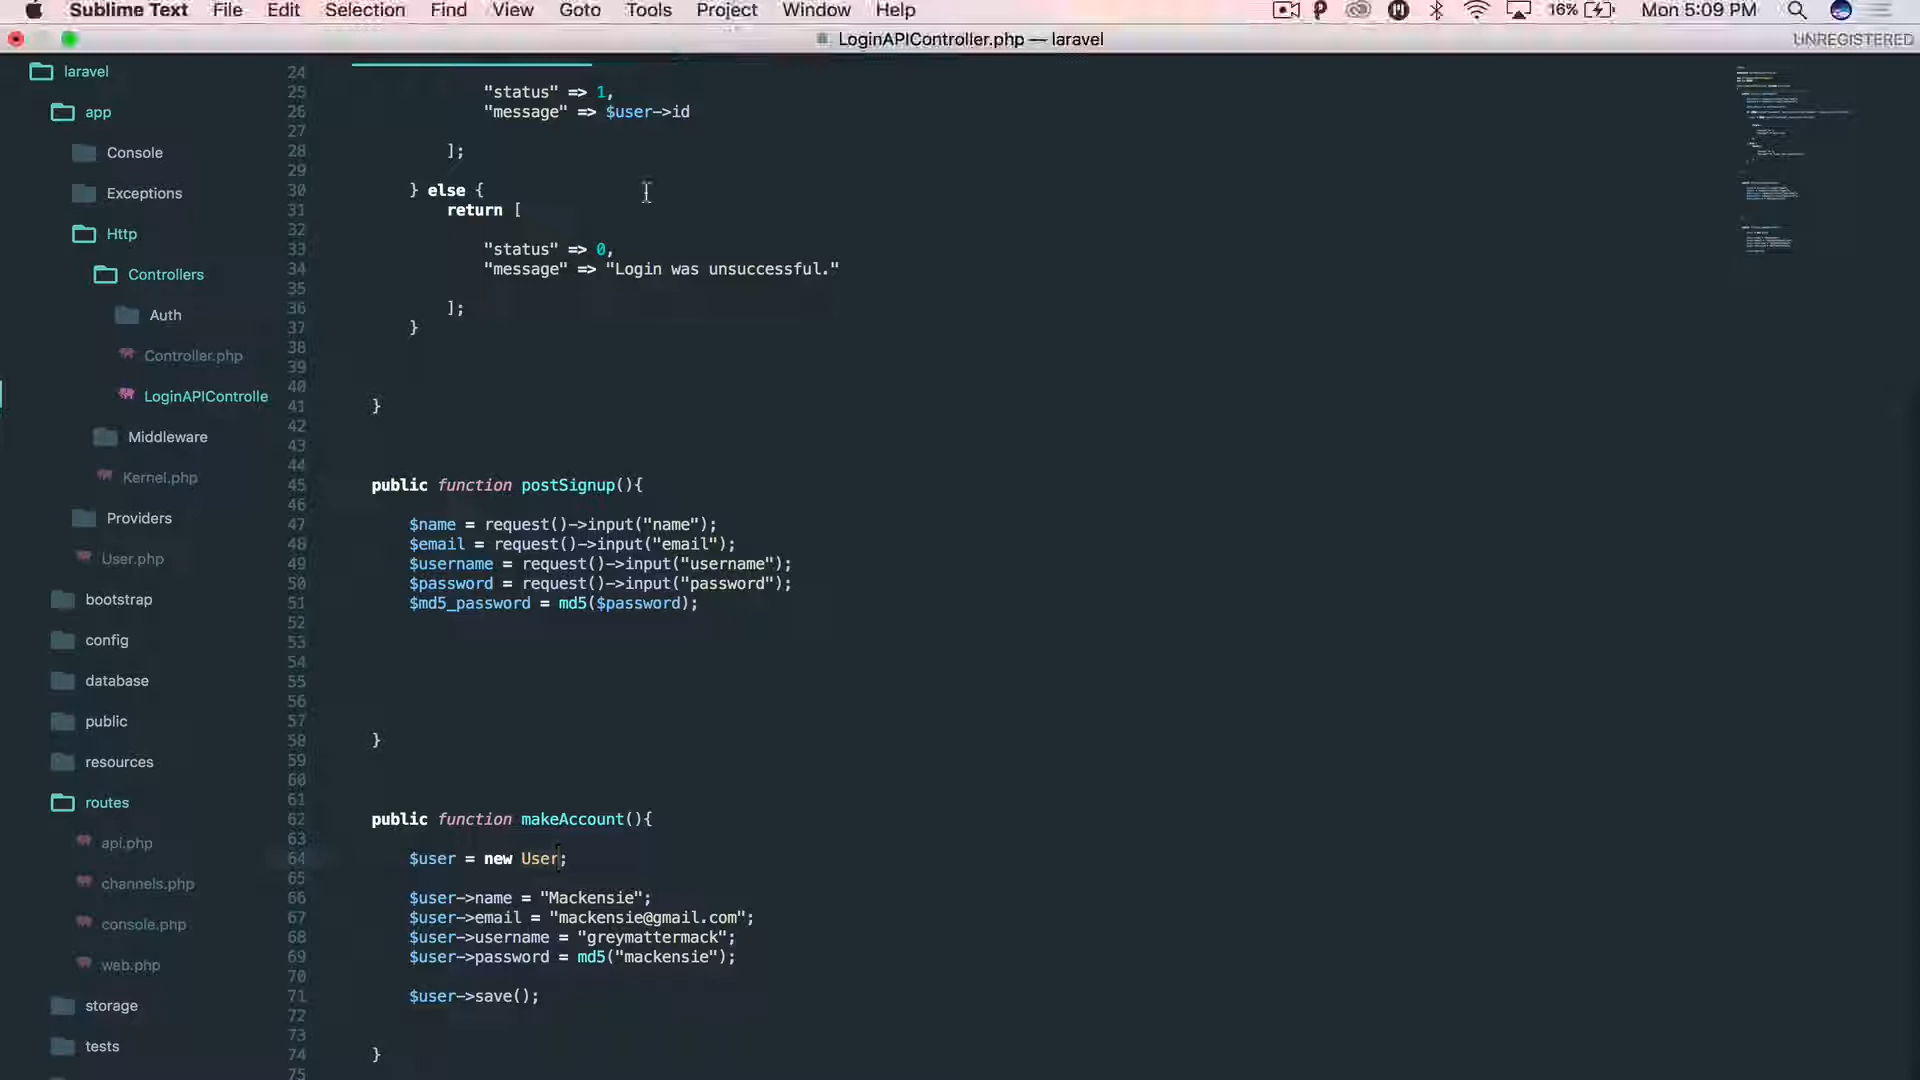 Sublime Text File Edit Selection Find View Goto Tools Project Window Help 16% Mon 5:09 PM
LoginAPIController.php — laravel UNREGISTERED
laravel
app
Console
Exceptions
Http
Controllers
Auth
Controller.php
LoginAPIControlle
Middleware
Kernel.php
Providers
User.php
bootstrap
config
database
public
resources
routes
api.php
channels.php
console.php
web.php
storage
tests
24
25 "status" => 1,
26 "message" => $user->id
27
28 ];
29
30 } else {
31 return [
32
33 "status" => 0,
34 "message" => "Login was unsuccessful."
35
36 ];
37 }
38
39
40
41 }
42
43
44
45 public function postSignup(){
46
47 $name = request()->input("name");
48 $email = request()->input("email");
49 $username = request()->input("username");
50 $password = request()->input("password");
51 $md5_password = md5($password);
52
53
54
55
56
57
58 }
59
60
61
62 public function makeAccount(){
63
64 $user = new User;
65
66 $user->name = "Mackensie";
67 $user->email = "mackensie@gmail.com";
68 $user->username = "greymattermack";
69 $user->password = md5("mackensie");
70
71 $user->save();
72
73
74 }
75